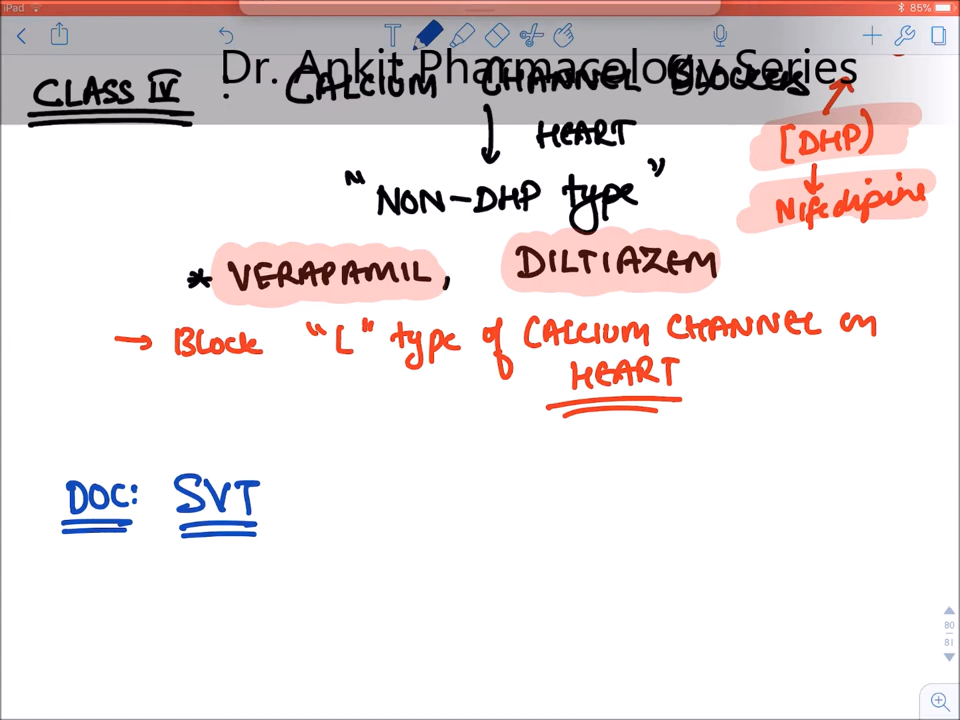 iPad 85%
Dr. Ankit Pharmacology Series
CLASS IV : CALCIUM CHANNEL Blockers
HEART
(DHP)
"NON-DHP type"
Nifedipine
* VERAPAMIL, DILTIAZEM
→ Block "L" type of CALCIUM CHANNEL on
HEART
DOC: SVT
80
81